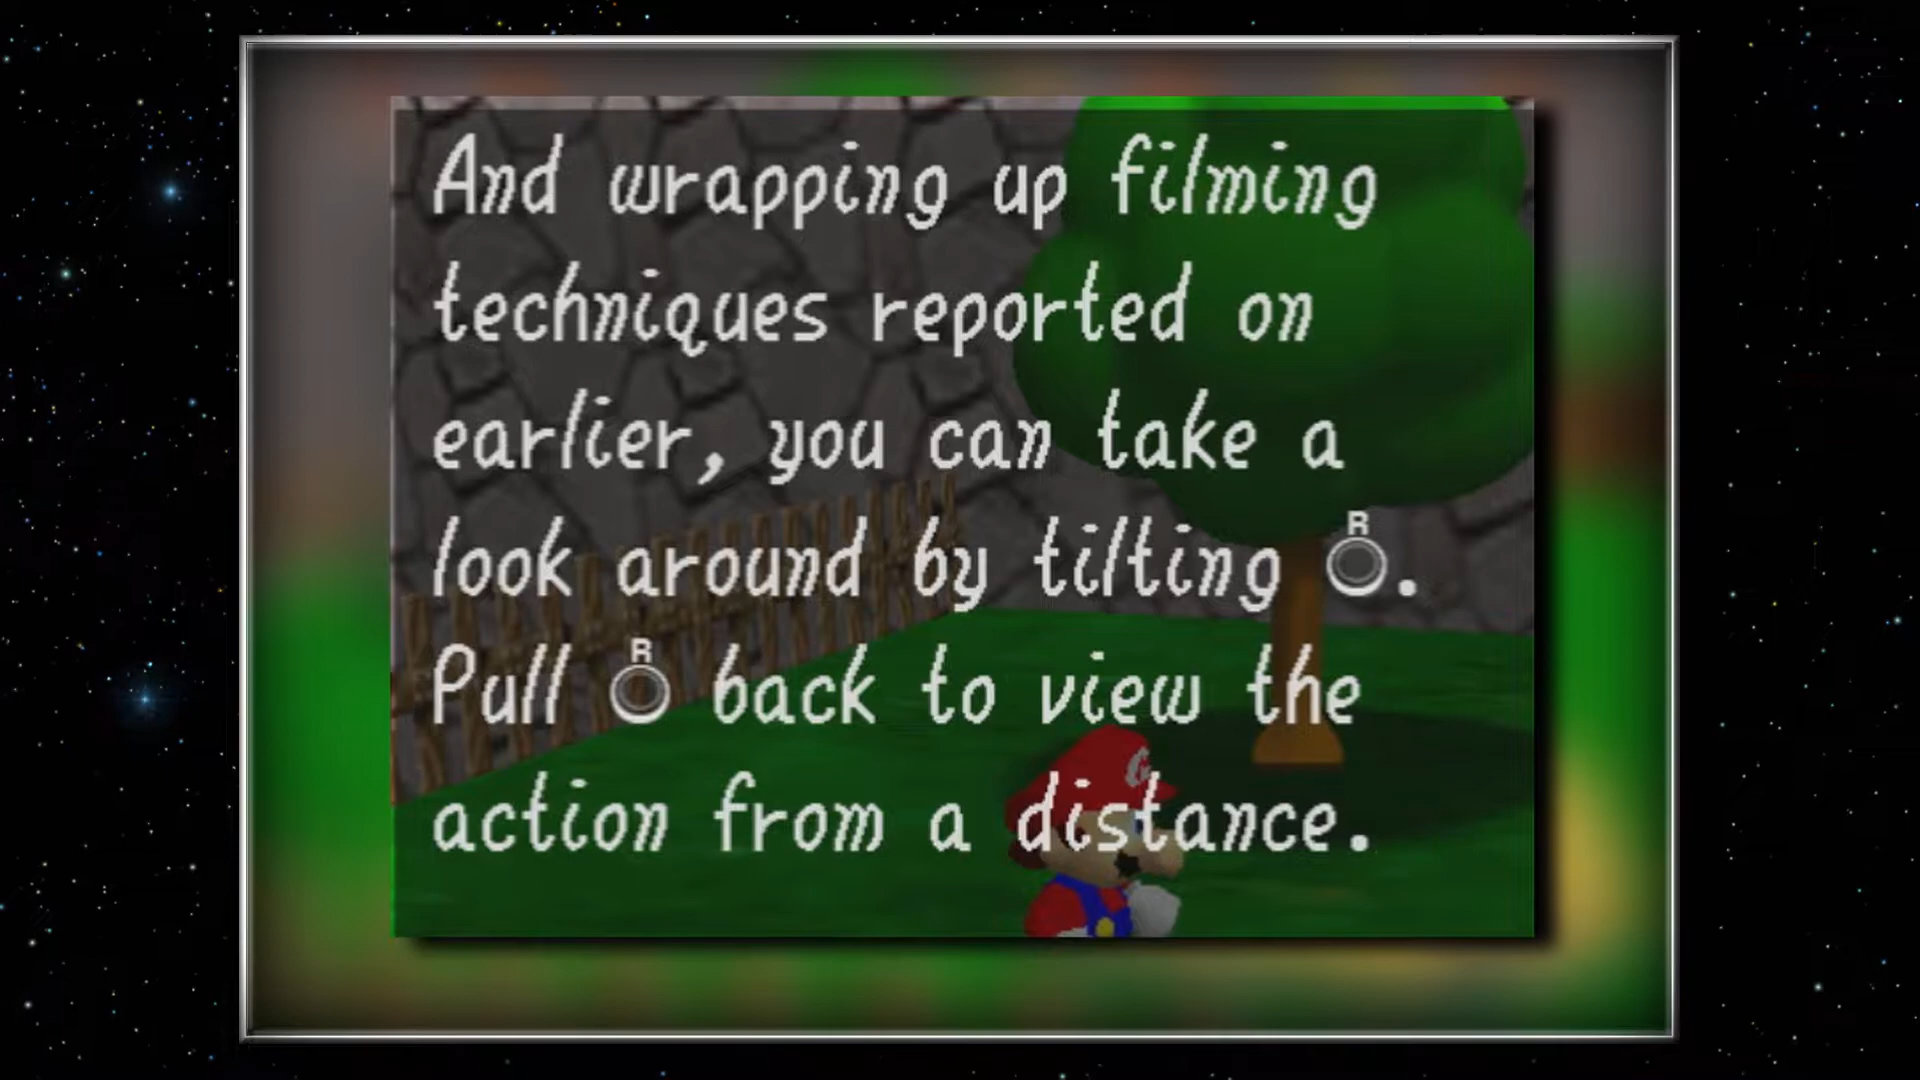 And wrapping up filming
techniques reported on
earlier, you can take a
look around by tilting R.
Pull R back to view the
action from a distance.